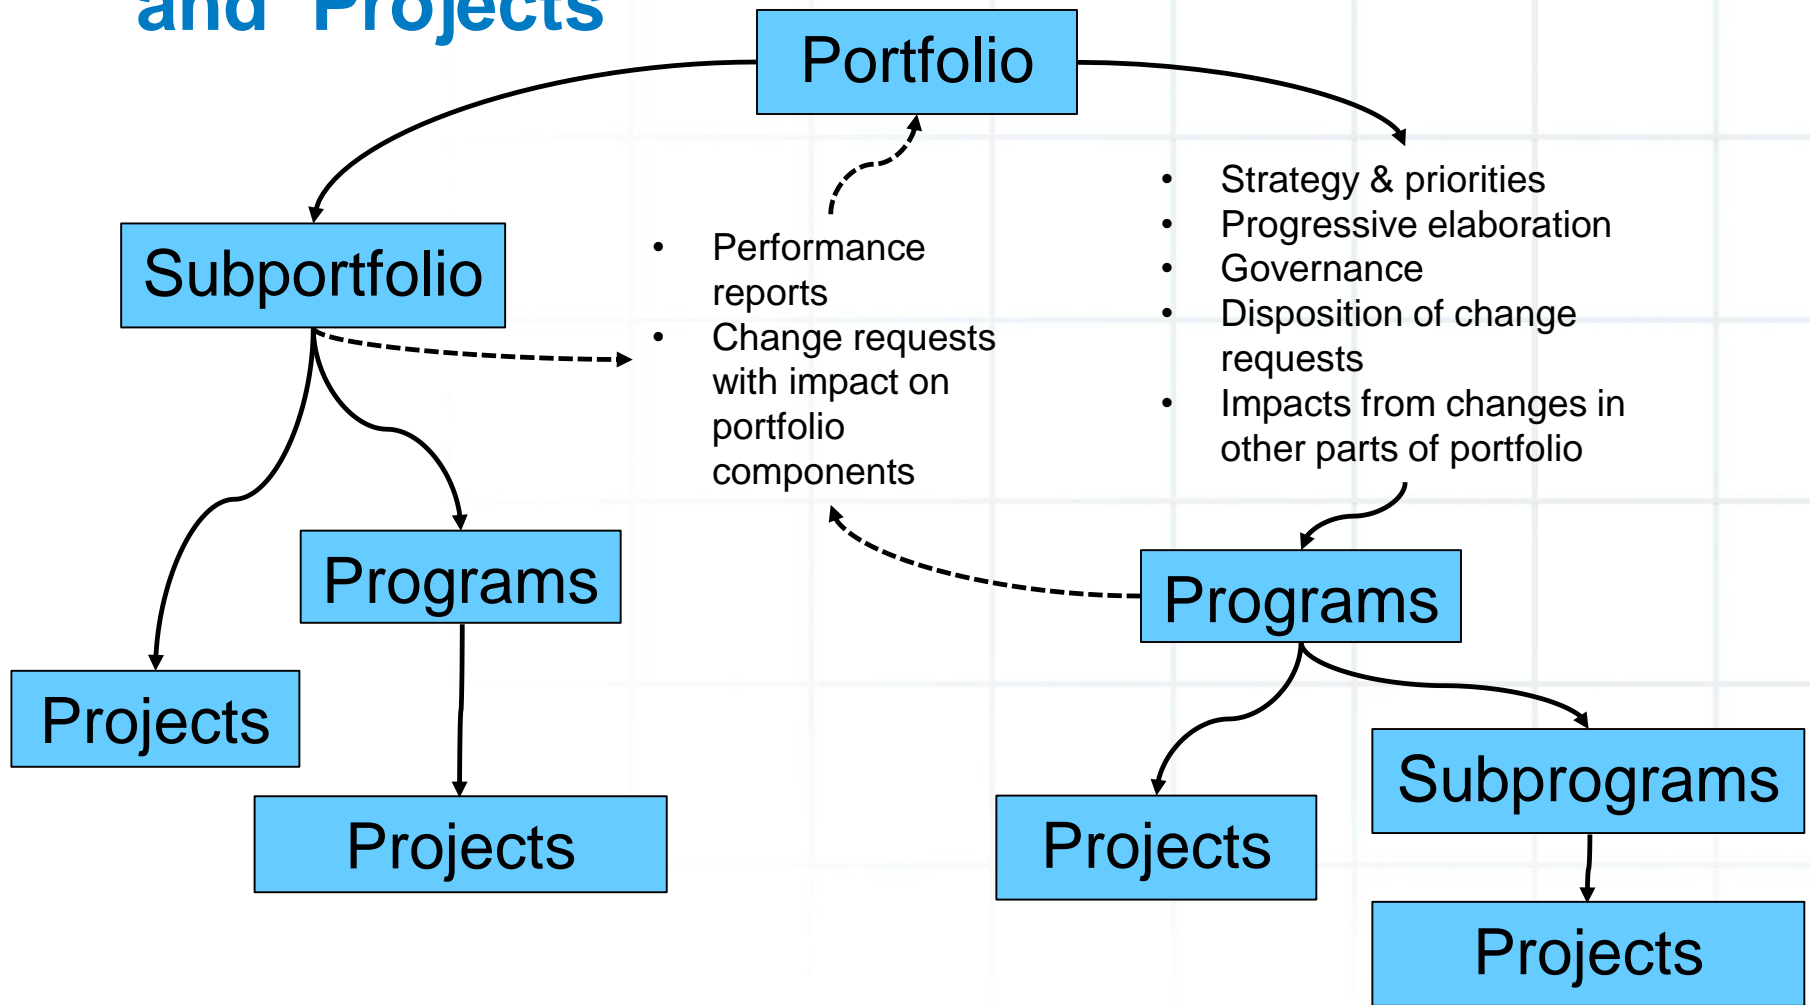 and Projects
Portfolio
Subportfolio
• Performance
reports
• Change requests
with impact on
portfolio
components
• Strategy & priorities
• Progressive elaboration
• Governance
• Disposition of change
requests
• Impacts from changes in
other parts of portfolio
Programs
Programs
Projects
Projects
Projects
Subprograms
Projects